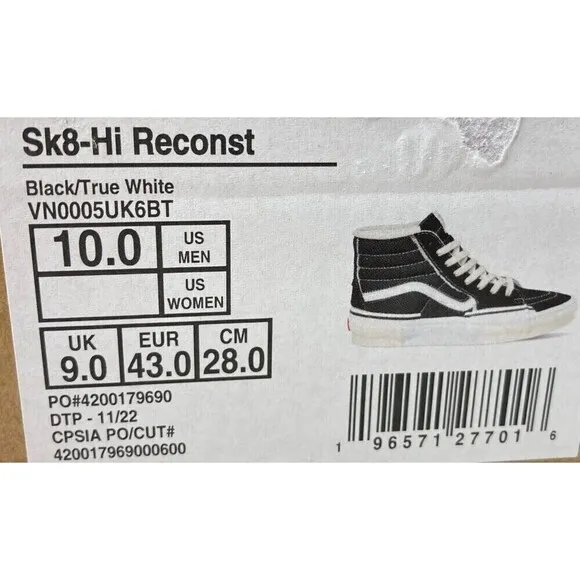 Sk8-Hi Reconst
Black/True White
VN0005UK6BT
10.0 US MEN
US WOMEN
UK 9.0 EUR 43.0 CM 28.0
PO#4200179690
DTP - 11/22
CPSIA PO/CUT#
420017969000600
1 96571 27701 6